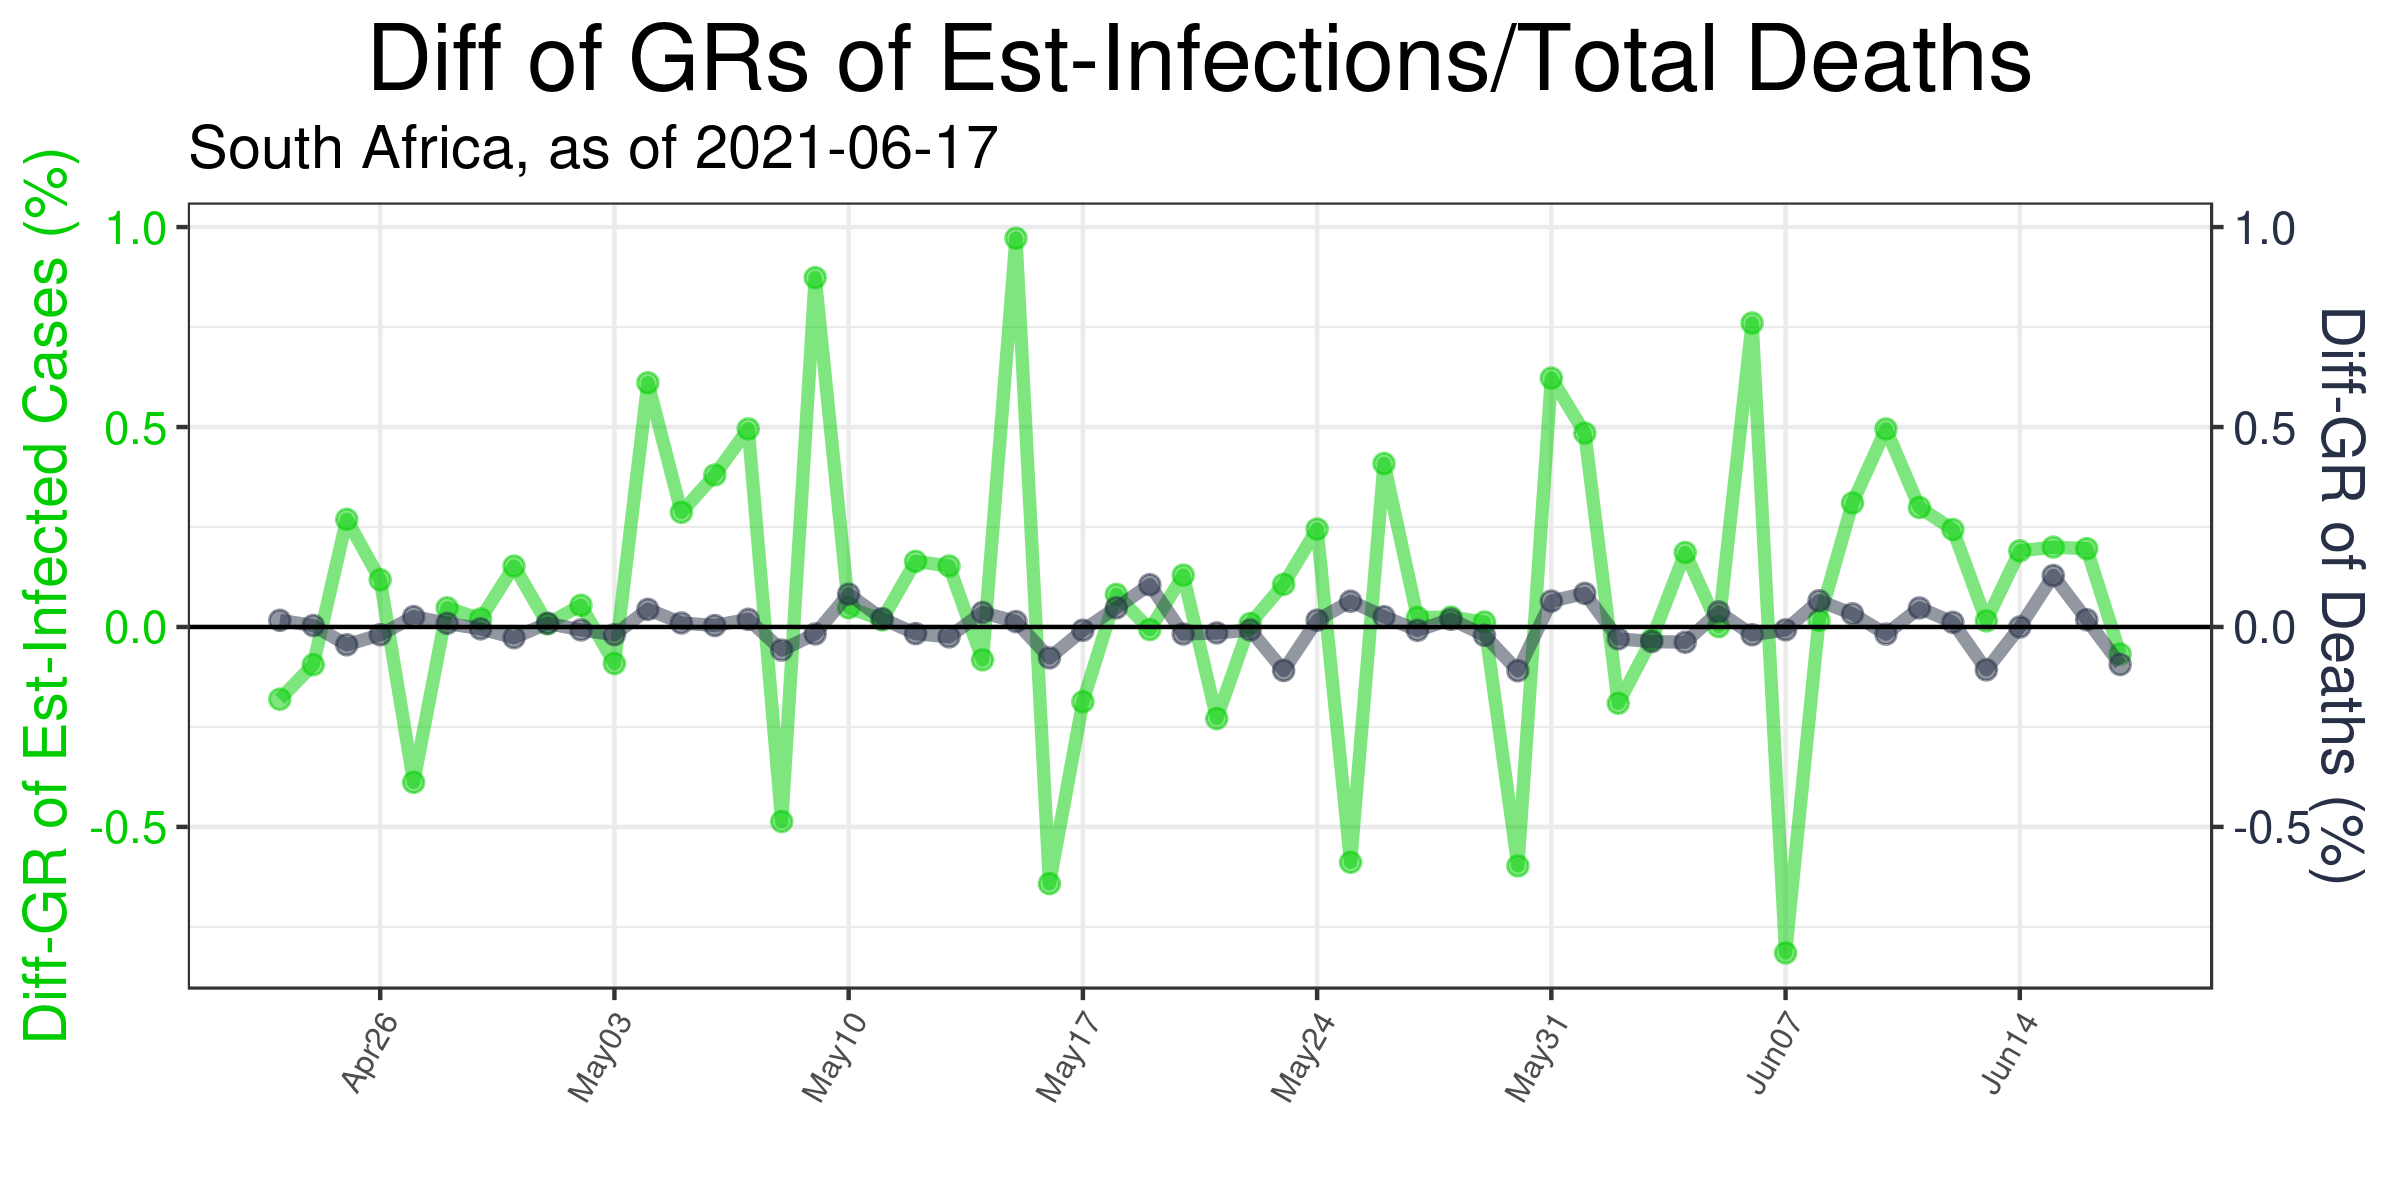 Diff of GRs of Est-Infections/Total Deaths
South Africa, as of 2021-06-17
Diff-GR of Est-Infected Cases (%)
1.0
0.5
0.0
-0.5
1.0
0.5
0.0
-0.5
Diff-GR of Deaths (%)
Apr26
May03
May10
May17
May24
May31
Jun07
Jun14